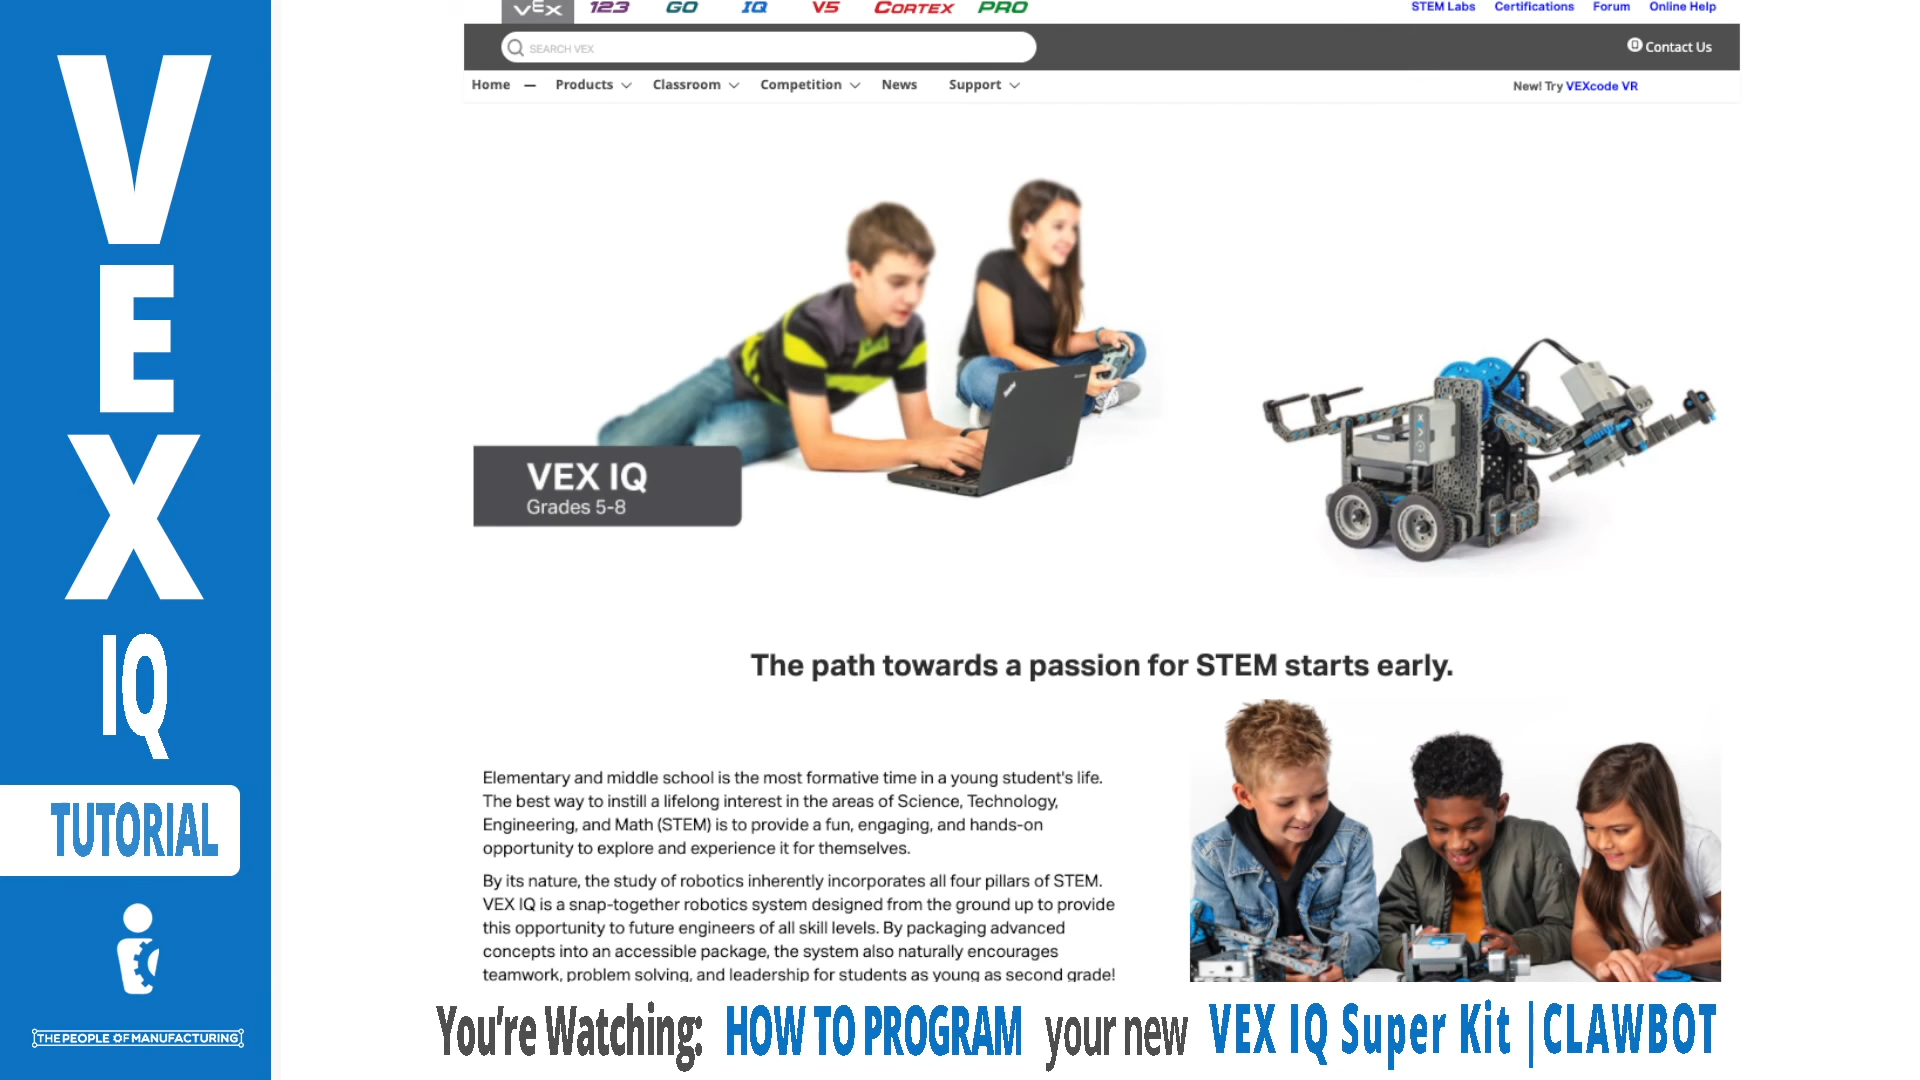 VEX
IQ
TUTORIAL
THE PEOPLE OF MANUFACTURING
VEX 123 GO IQ V5 CORTEX PRO
STEM Labs Certifications Forum Online Help
SEARCH VEX
Contact Us
Home Products Classroom Competition News Support
New! Try VEXcode VR
VEX IQ
Grades 5-8
The path towards a passion for STEM starts early.
Elementary and middle school is the most formative time in a young student's life.
The best way to instill a lifelong interest in the areas of Science, Technology,
Engineering, and Math (STEM) is to provide a fun, engaging, and hands-on
opportunity to explore and experience it for themselves.
By its nature, the study of robotics inherently incorporates all four pillars of STEM.
VEX IQ is a snap-together robotics system designed from the ground up to provide
this opportunity to future engineers of all skill levels. By packaging advanced
concepts into an accessible package, the system also naturally encourages
teamwork, problem solving, and leadership for students as young as second grade!
You're Watching: HOW TO PROGRAM your new VEX IQ Super Kit | CLAWBOT